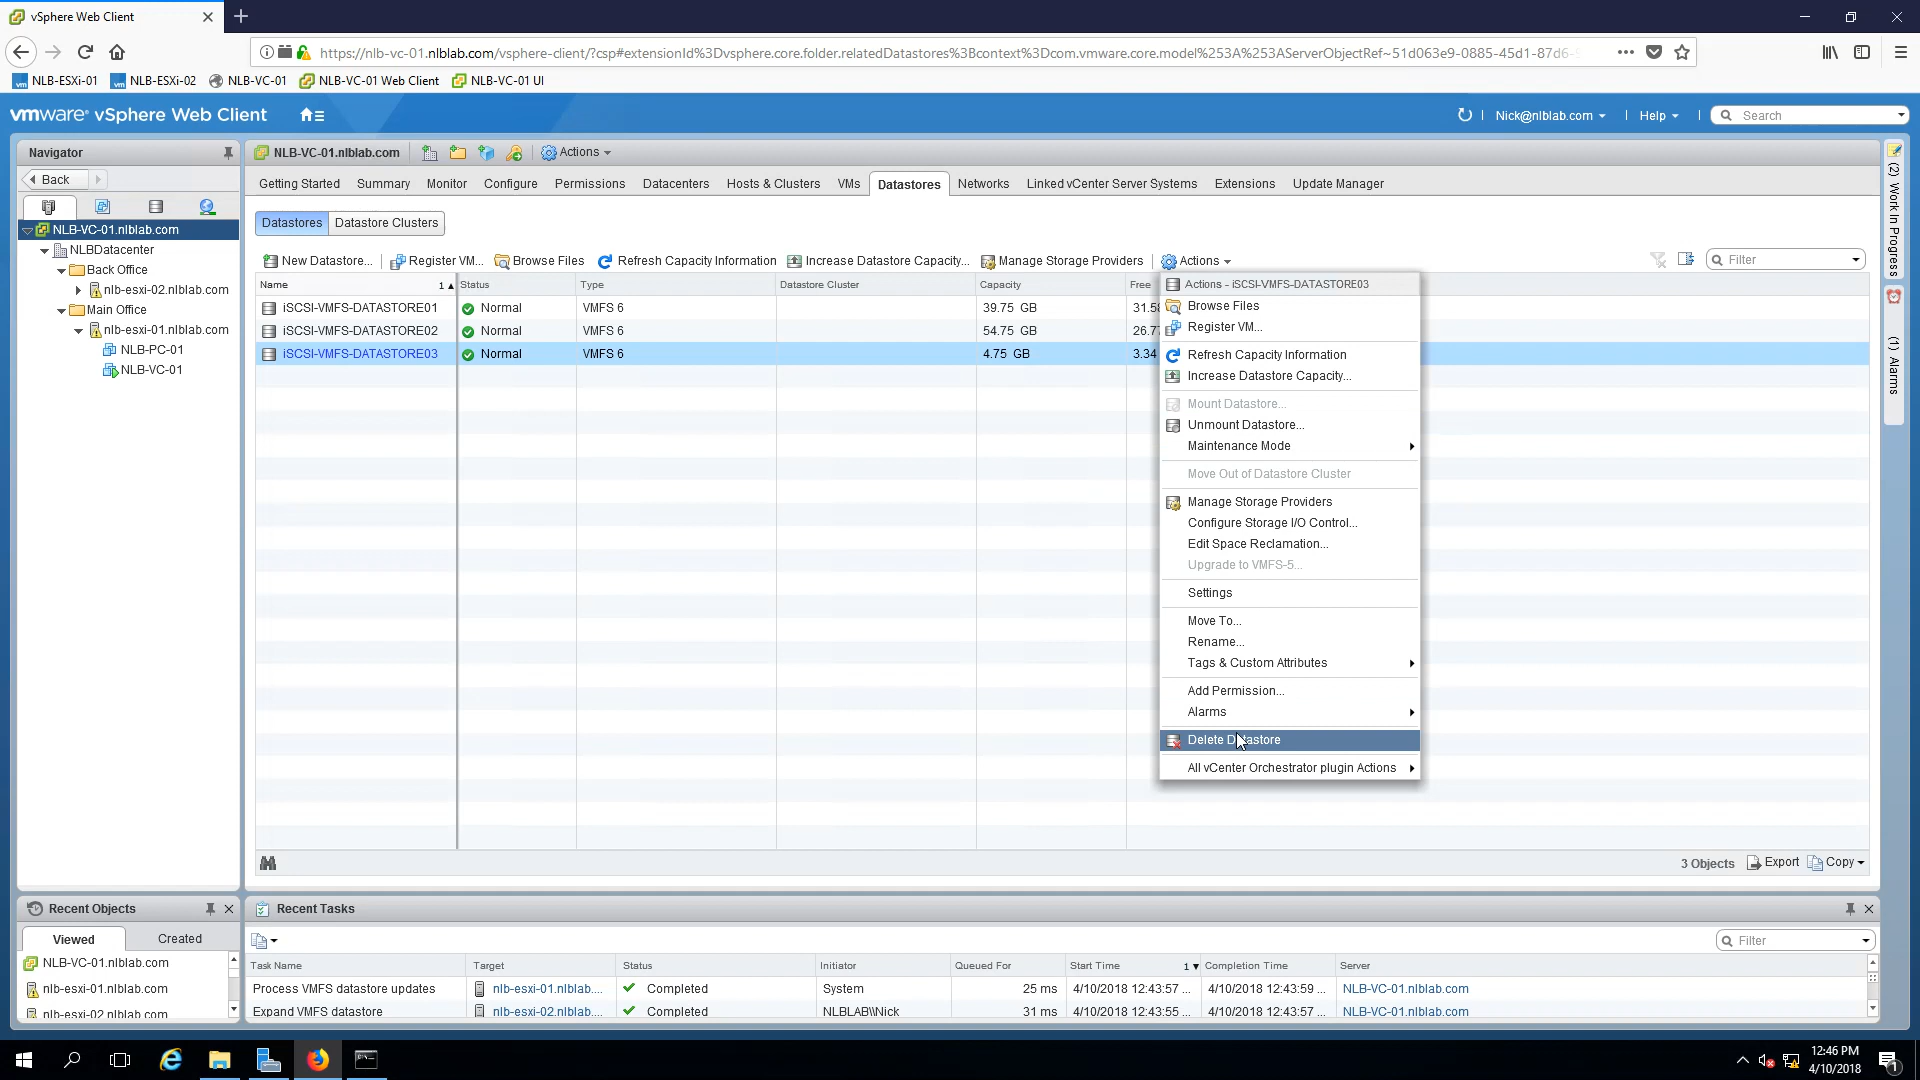 vSphere Web Client
https://nlb-vc-01.nlblab.com/vsphere-client/?csp#extensionId%3Dvsphere.core.folder.relatedDatastores%3Bcontext%3Dcom.vmware.core.model%253A%253AServerObjectRef~51d063e9-0885-45d1-87d6-
NLB-ESXi-01 NLB-ESXi-02 NLB-VC-01 NLB-VC-01 Web Client NLB-VC-01 UI
vmware® vSphere Web Client
Nick@nlblab.com
Help
Search
Navigator
Back
NLB-VC-01.nlblab.com
NLBDatacenter
Back Office
nlb-esxi-02.nlblab.com
Main Office
nlb-esxi-01.nlblab.com
NLB-PC-01
NLB-VC-01
NLB-VC-01.nlblab.com Actions
Getting Started Summary Monitor Configure Permissions Datacenters Hosts & Clusters VMs Datastores Networks Linked vCenter Server Systems Extensions Update Manager
Datastores Datastore Clusters
New Datastore... Register VM... Browse Files Refresh Capacity Information Increase Datastore Capacity... Manage Storage Providers Actions
Filter
Name 1 Status Type Datastore Cluster Capacity Free
iSCSI-VMFS-DATASTORE01 Normal VMFS 6 39.75 GB
iSCSI-VMFS-DATASTORE02 Normal VMFS 6 54.75 GB 26.77
iSCSI-VMFS-DATASTORE03 Normal VMFS 6 4.75 GB 3.34
Actions - iSCSI-VMFS-DATASTORE03
Browse Files
Register VM...
Refresh Capacity Information
Increase Datastore Capacity...
Mount Datastore...
Unmount Datastore...
Maintenance Mode
Move Out of Datastore Cluster
Manage Storage Providers
Configure Storage I/O Control...
Edit Space Reclamation...
Upgrade to VMFS-5...
Settings
Move To...
Rename...
Tags & Custom Attributes
Add Permission...
Alarms
Delete Datastore
All vCenter Orchestrator plugin Actions
3 Objects Export Copy
(2) Work In Progress
(1) Alarms
Recent Objects
Viewed Created
NLB-VC-01.nlblab.com
nlb-esxi-01.nlblab.com
nlb-esxi-02.nlblab.com
Recent Tasks
Filter
Task Name Target Status Initiator Queued For Start Time 1 Completion Time Server
Process VMFS datastore updates nlb-esxi-01.nlblab.... Completed System 25 ms 4/10/2018 12:43:57 ... 4/10/2018 12:43:59 ... NLB-VC-01.nlblab.com
Expand VMFS datastore nlb-esxi-02.nlblab.... Completed NLBLAB\\Nick 31 ms 4/10/2018 12:43:55 ... 4/10/2018 12:43:57 ... NLB-VC-01.nlblab.com
12:46 PM
4/10/2018
1